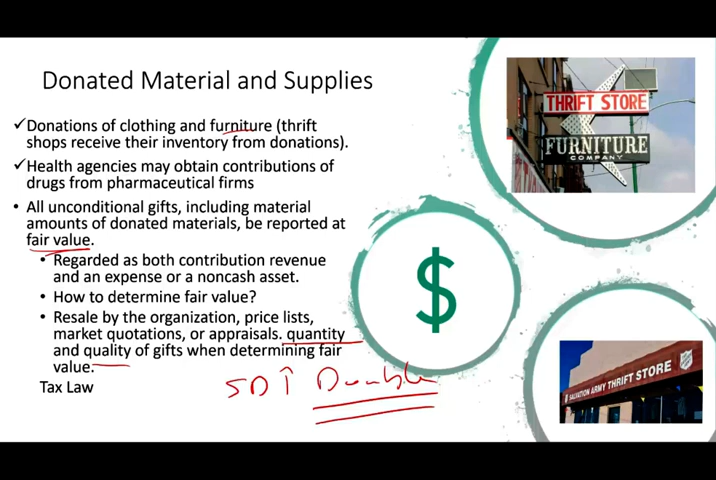 Donated Material and Supplies
✓Donations of clothing and furniture (thrift
shops receive their inventory from donations).
✓Health agencies may obtain contributions of
drugs from pharmaceutical firms
• All unconditional gifts, including material
amounts of donated materials, be reported at
fair value.
• Regarded as both contribution revenue
and an expense or a noncash asset.
• How to determine fair value?
• Resale by the organization, price lists,
market quotations, or appraisals. quantity
and quality of gifts when determining fair
value.
Tax Law
Double
$
THRIFT STORE
FURNITURE
COMPANY
SALVATION ARMY THRIFT STORE